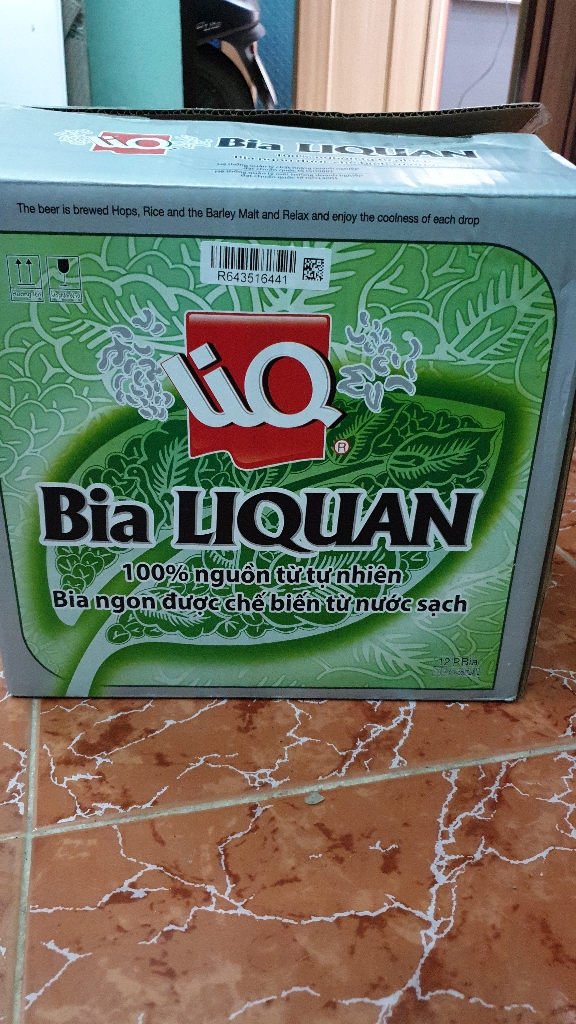 LiQ
Bia LIQUAN
The beer is brewed Hops, Rice and the Barley Malt and Relax and enjoy the coolness of each drop
R643516441
LiQ
®
Bia LIQUAN
100% nguồn từ tự nhiên
Bia ngon được chế biến từ nước sạch